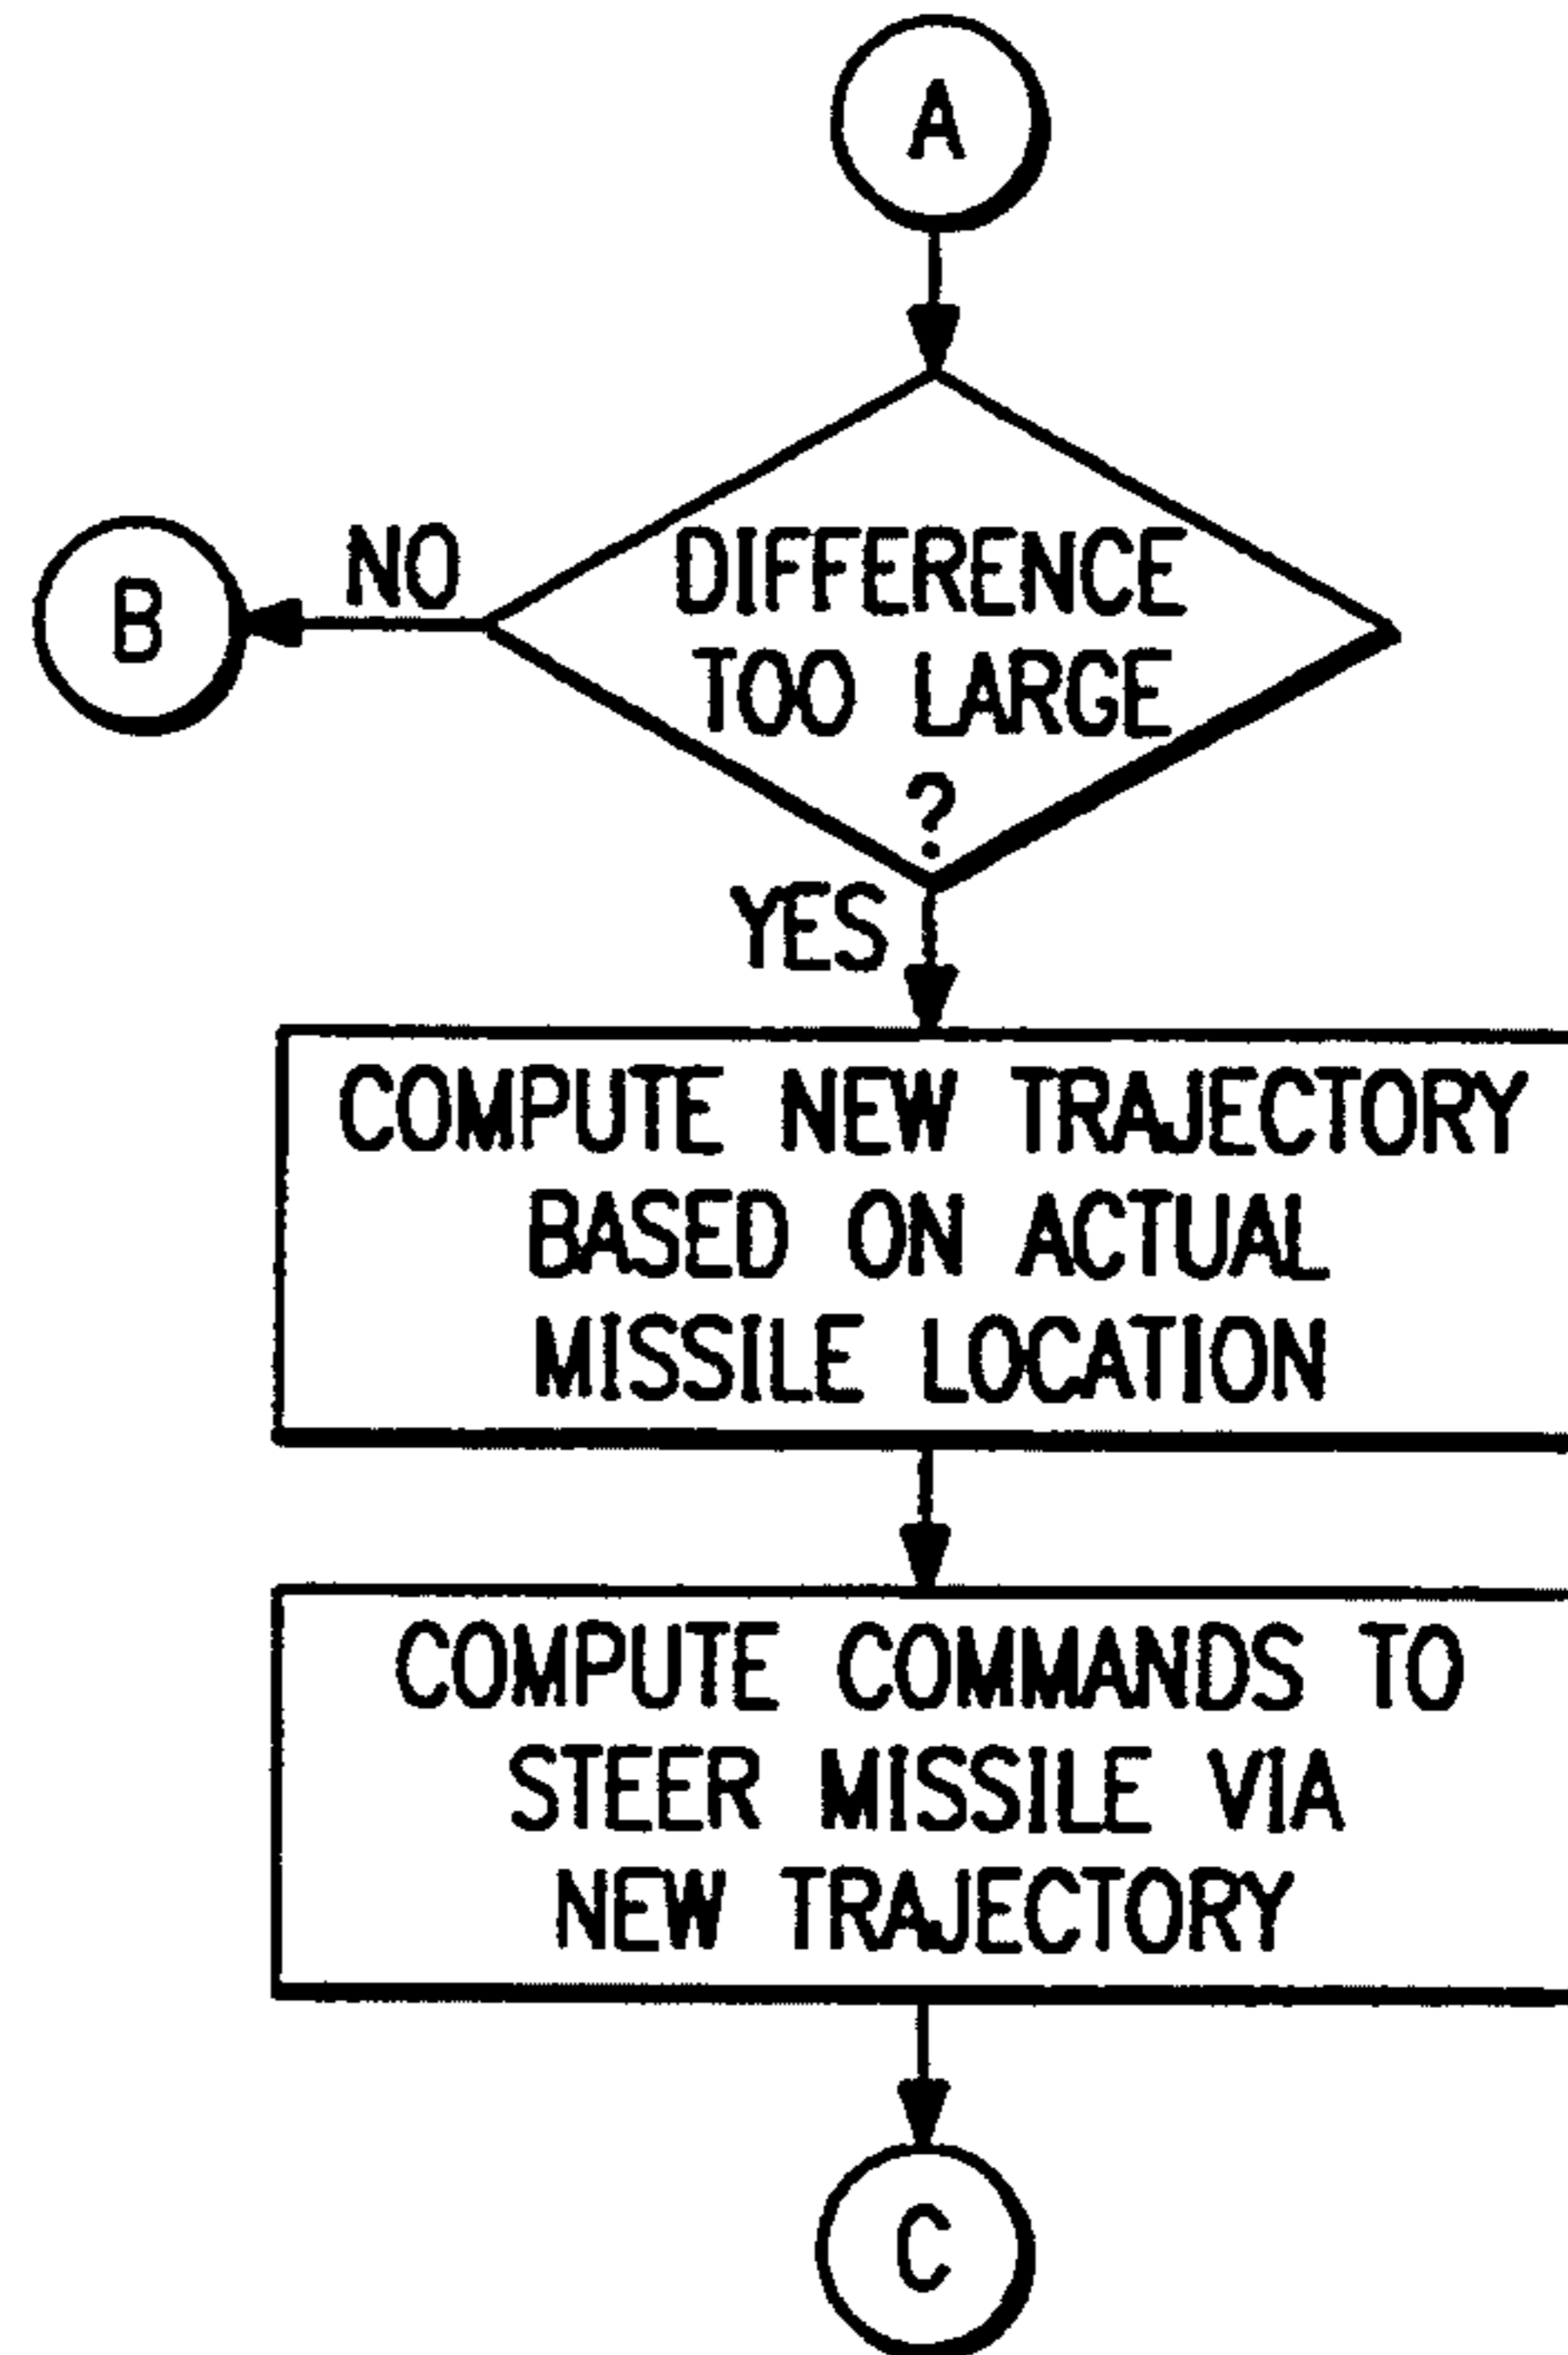 A
DIFFERENCE
TOO LARGE
?
NO
B
YES
COMPUTE NEW TRAJECTORY
BASED ON ACTUAL
MISSILE LOCATION
COMPUTE COMMANDS TO
STEER MISSILE VIA
NEW TRAJECTORY
C